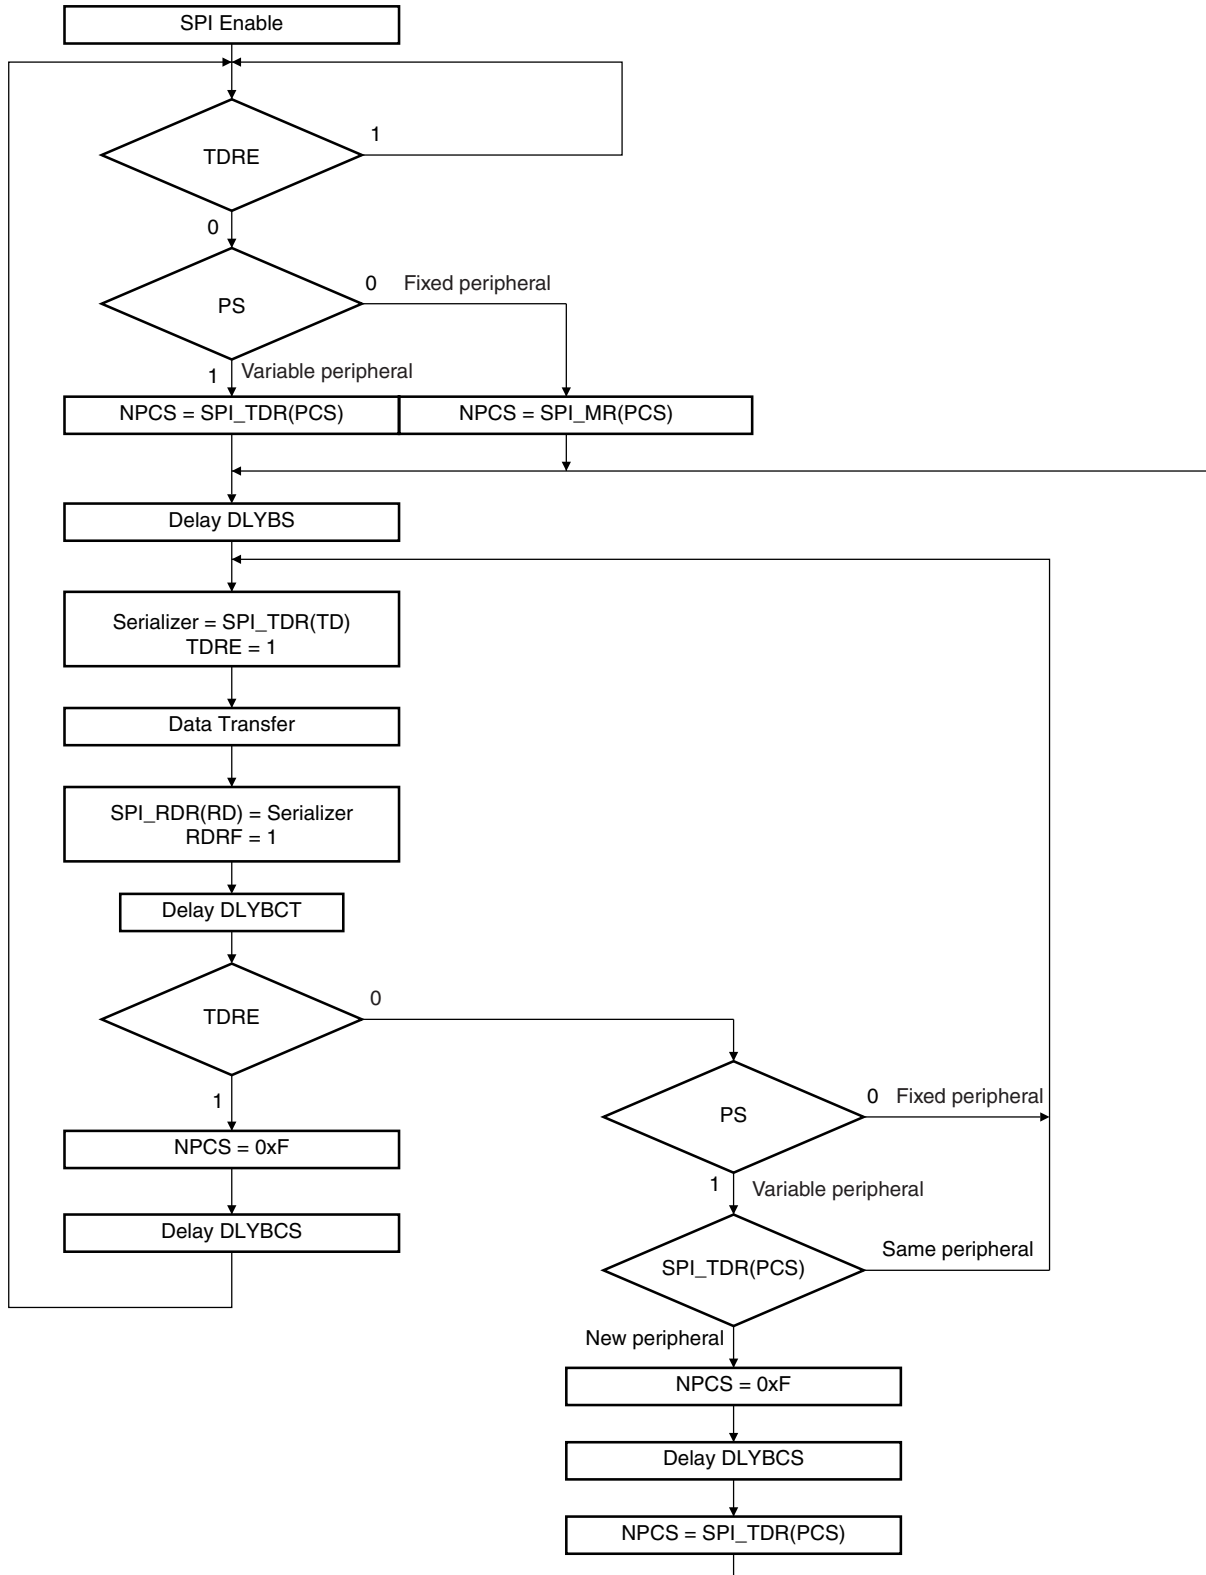 SPI Enable
TDRE
1
0
PS
0 Fixed peripheral
1 Variable peripheral
NPCS = SPI_TDR(PCS)
NPCS = SPI_MR(PCS)
Delay DLYBS
Serializer = SPI_TDR(TD)
TDRE = 1
Data Transfer
SPI_RDR(RD) = Serializer
RDRF = 1
Delay DLYBCT
TDRE
0
1
PS
0 Fixed peripheral
NPCS = 0xF
1 Variable peripheral
Delay DLYBCS
SPI_TDR(PCS)
Same peripheral
New peripheral
NPCS = 0xF
Delay DLYBCS
NPCS = SPI_TDR(PCS)